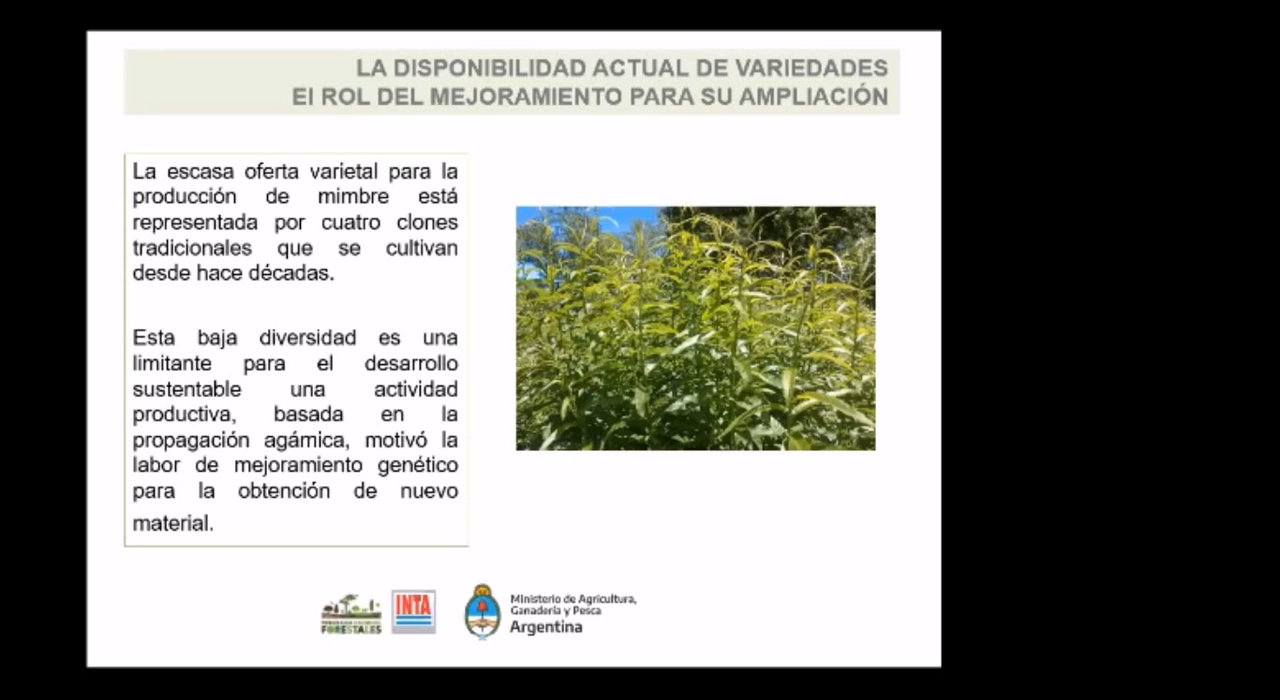 LA DISPONIBILIDAD ACTUAL DE VARIEDADES
El ROL DEL MEJORAMIENTO PARA SU AMPLIACIÓN
La escasa oferta varietal para la
producción de mimbre está
representada por cuatro clones
tradicionales que se cultivan
desde hace décadas.
Esta baja diversidad es una
limitante para el desarrollo
sustentable una actividad
productiva, basada en la
propagación agámica, motivó la
labor de mejoramiento genético
para la obtención de nuevo
material.
FORESTALES
INTA
Ministerio de Agricultura,
Ganadería y Pesca
Argentina